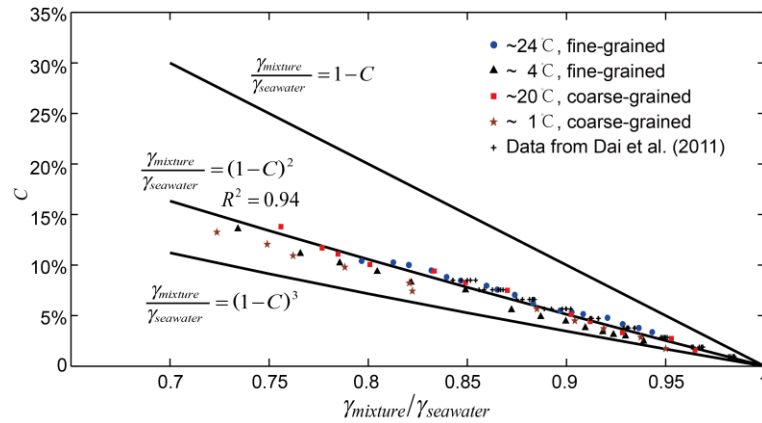 35%
30%
25%
20%
15%
10%
5%
0
C
γmixture/γseawater = 1−C
γmixture/γseawater = (1−C)²
R² = 0.94
γmixture/γseawater = (1−C)³
~24℃, fine-grained
~ 4℃, fine-grained
~20℃, coarse-grained
~ 1℃, coarse-grained
Data from Dai et al. (2011)
0.7 0.75 0.8 0.85 0.9 0.95 1
γmixture/γseawater